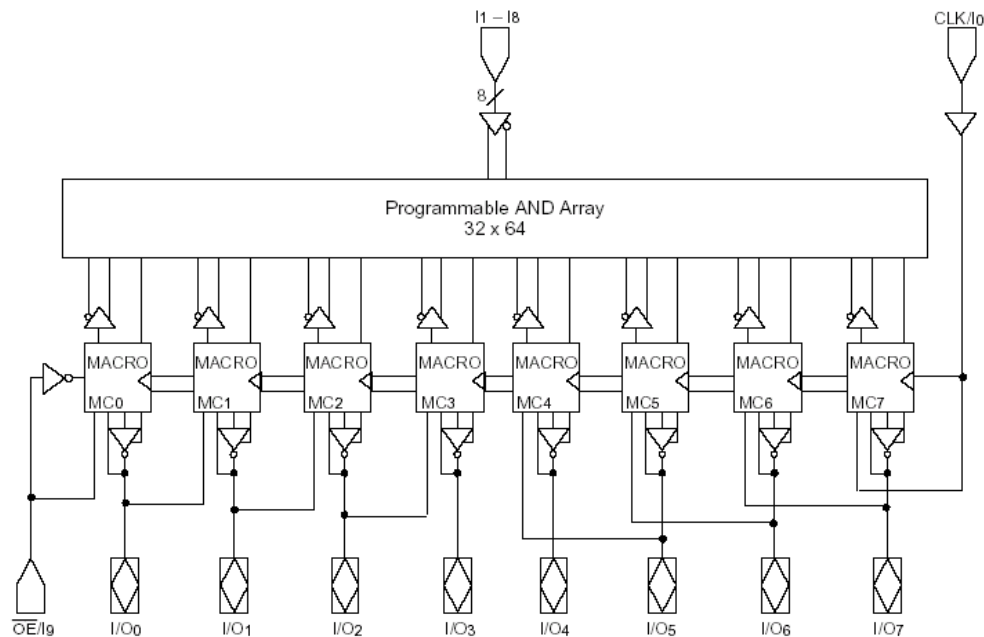 I1 – I8
CLK/I0
8
Programmable AND Array
32 x 64
MACRO MACRO MACRO MACRO MACRO MACRO MACRO MACRO
MC0 MC1 MC2 MC3 MC4 MC5 MC6 MC7
O̅E̅/I9 I/O0 I/O1 I/O2 I/O3 I/O4 I/O5 I/O6 I/O7